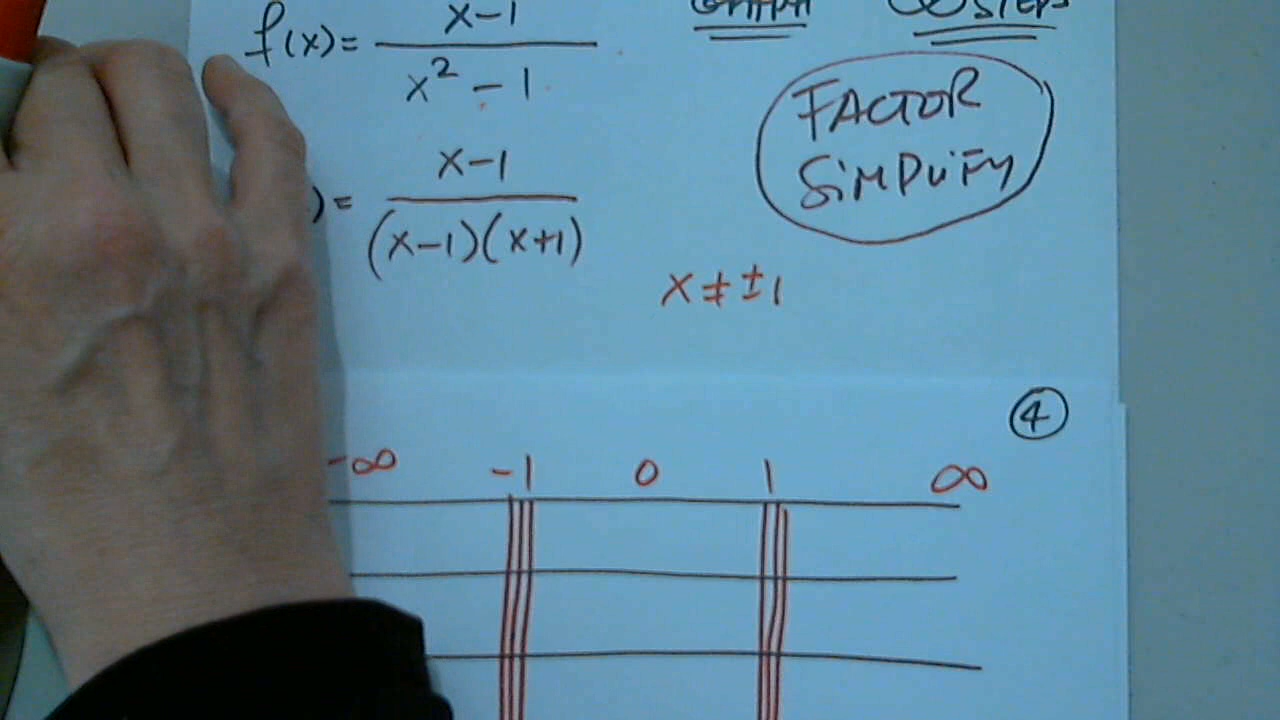 f(x) = x-1
x² - 1
) = x-1
(x-1)(x+1)
FACTOR
SIMPLIFY
x ≠ ±1
4
-∞ -1 0 1 ∞